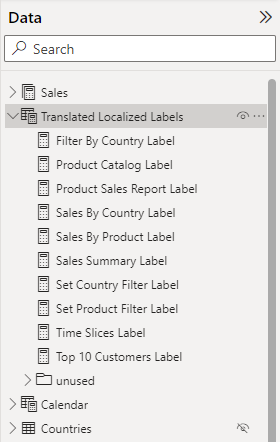 Data
Search
Sales
Translated Localized Labels
Filter By Country Label
Product Catalog Label
Product Sales Report Label
Sales By Country Label
Sales By Product Label
Sales Summary Label
Set Country Filter Label
Set Product Filter Label
Time Slices Label
Top 10 Customers Label
unused
Calendar
Countries